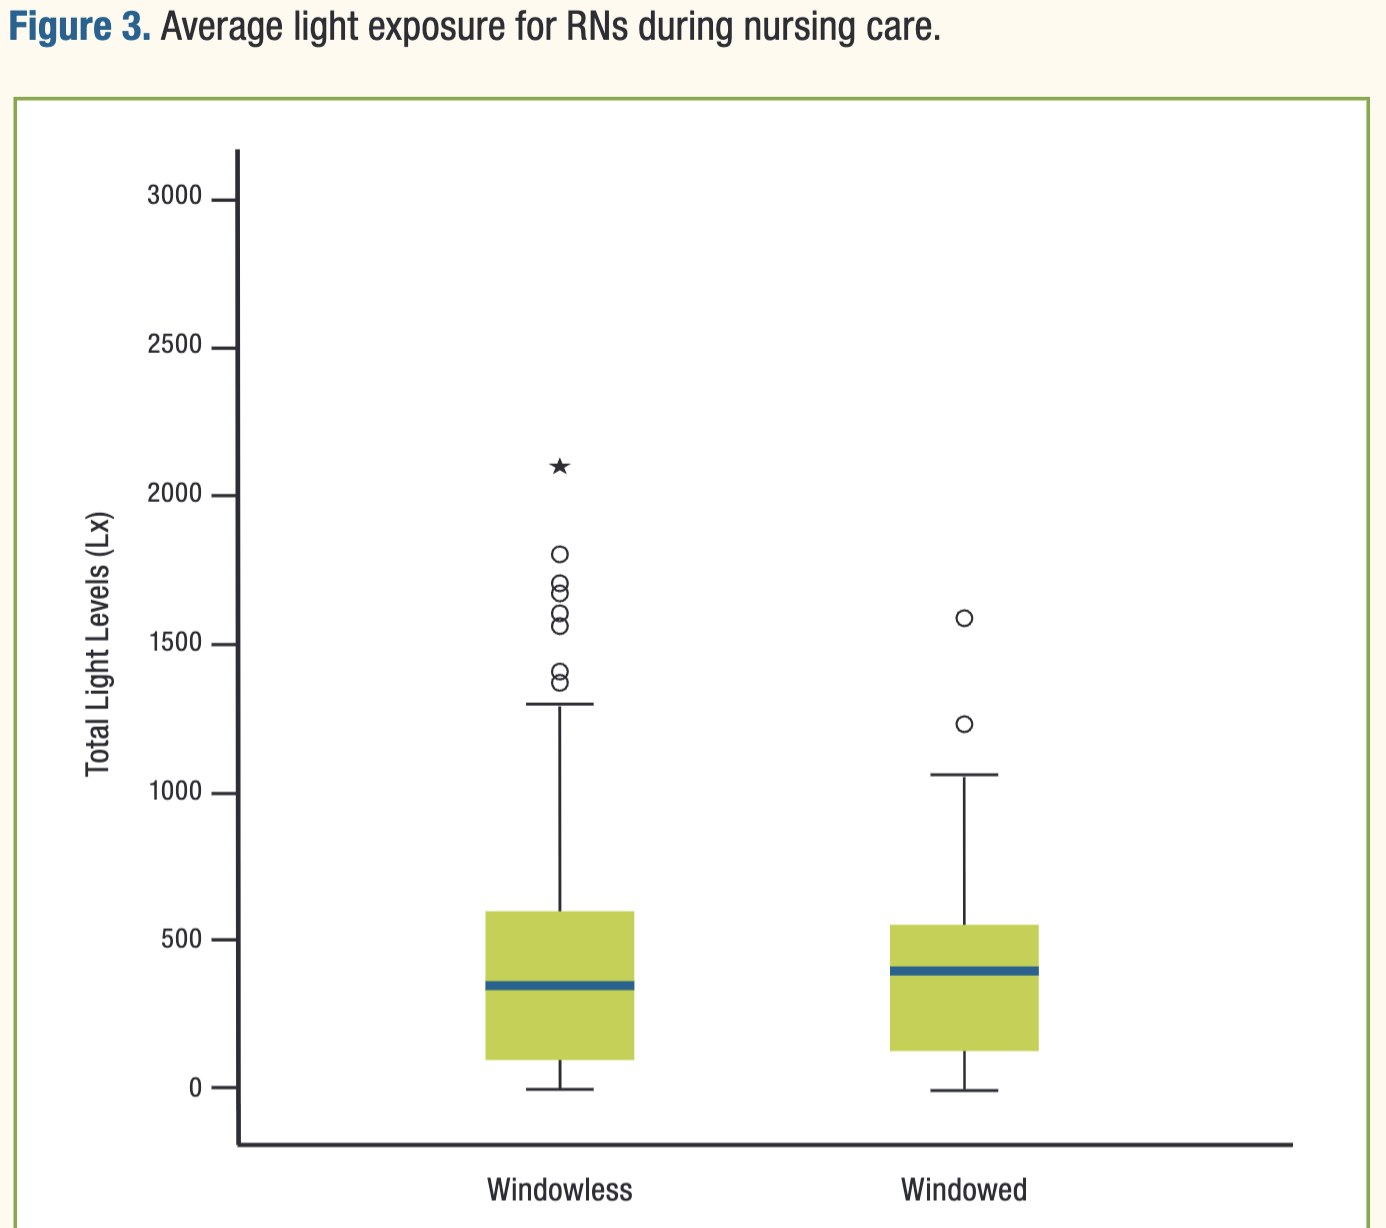 Figure 3. Average light exposure for RNs during nursing care.
3000
2500
2000
1500
1000
500
0
Total Light Levels (Lx)
Windowless
Windowed